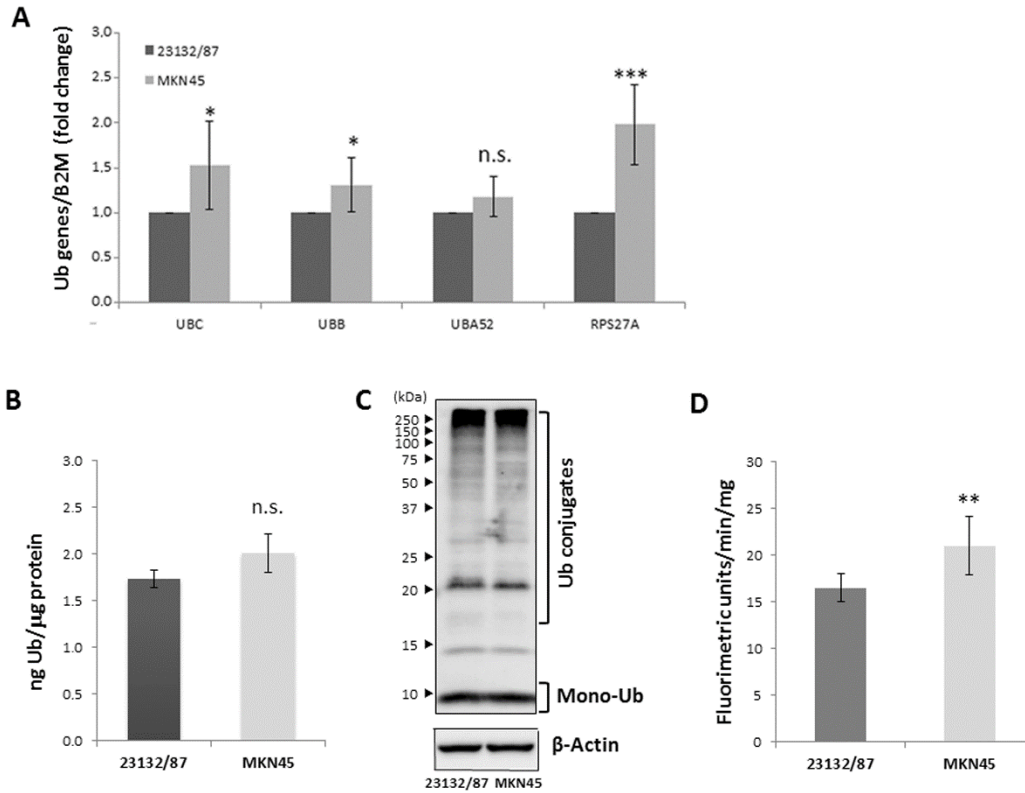 A
Ub genes/B2M (fold change)
3.0
2.5
2.0
1.5
1.0
0.5
0.0
23132/87
MKN45
*
*
n.s.
***
UBC
UBB
UBA52
RPS27A
B
ng Ub/µg protein
3.0
2.5
2.0
1.5
1.0
0.5
0.0
n.s.
23132/87
MKN45
C
(kDa)
250
150
100
75
50
37
25
20
15
10
Ub conjugates
Mono-Ub
β-Actin
23132/87 MKN45
D
Fluorimetric units/min/mg
30
25
20
15
10
5
0
**
23132/87
MKN45